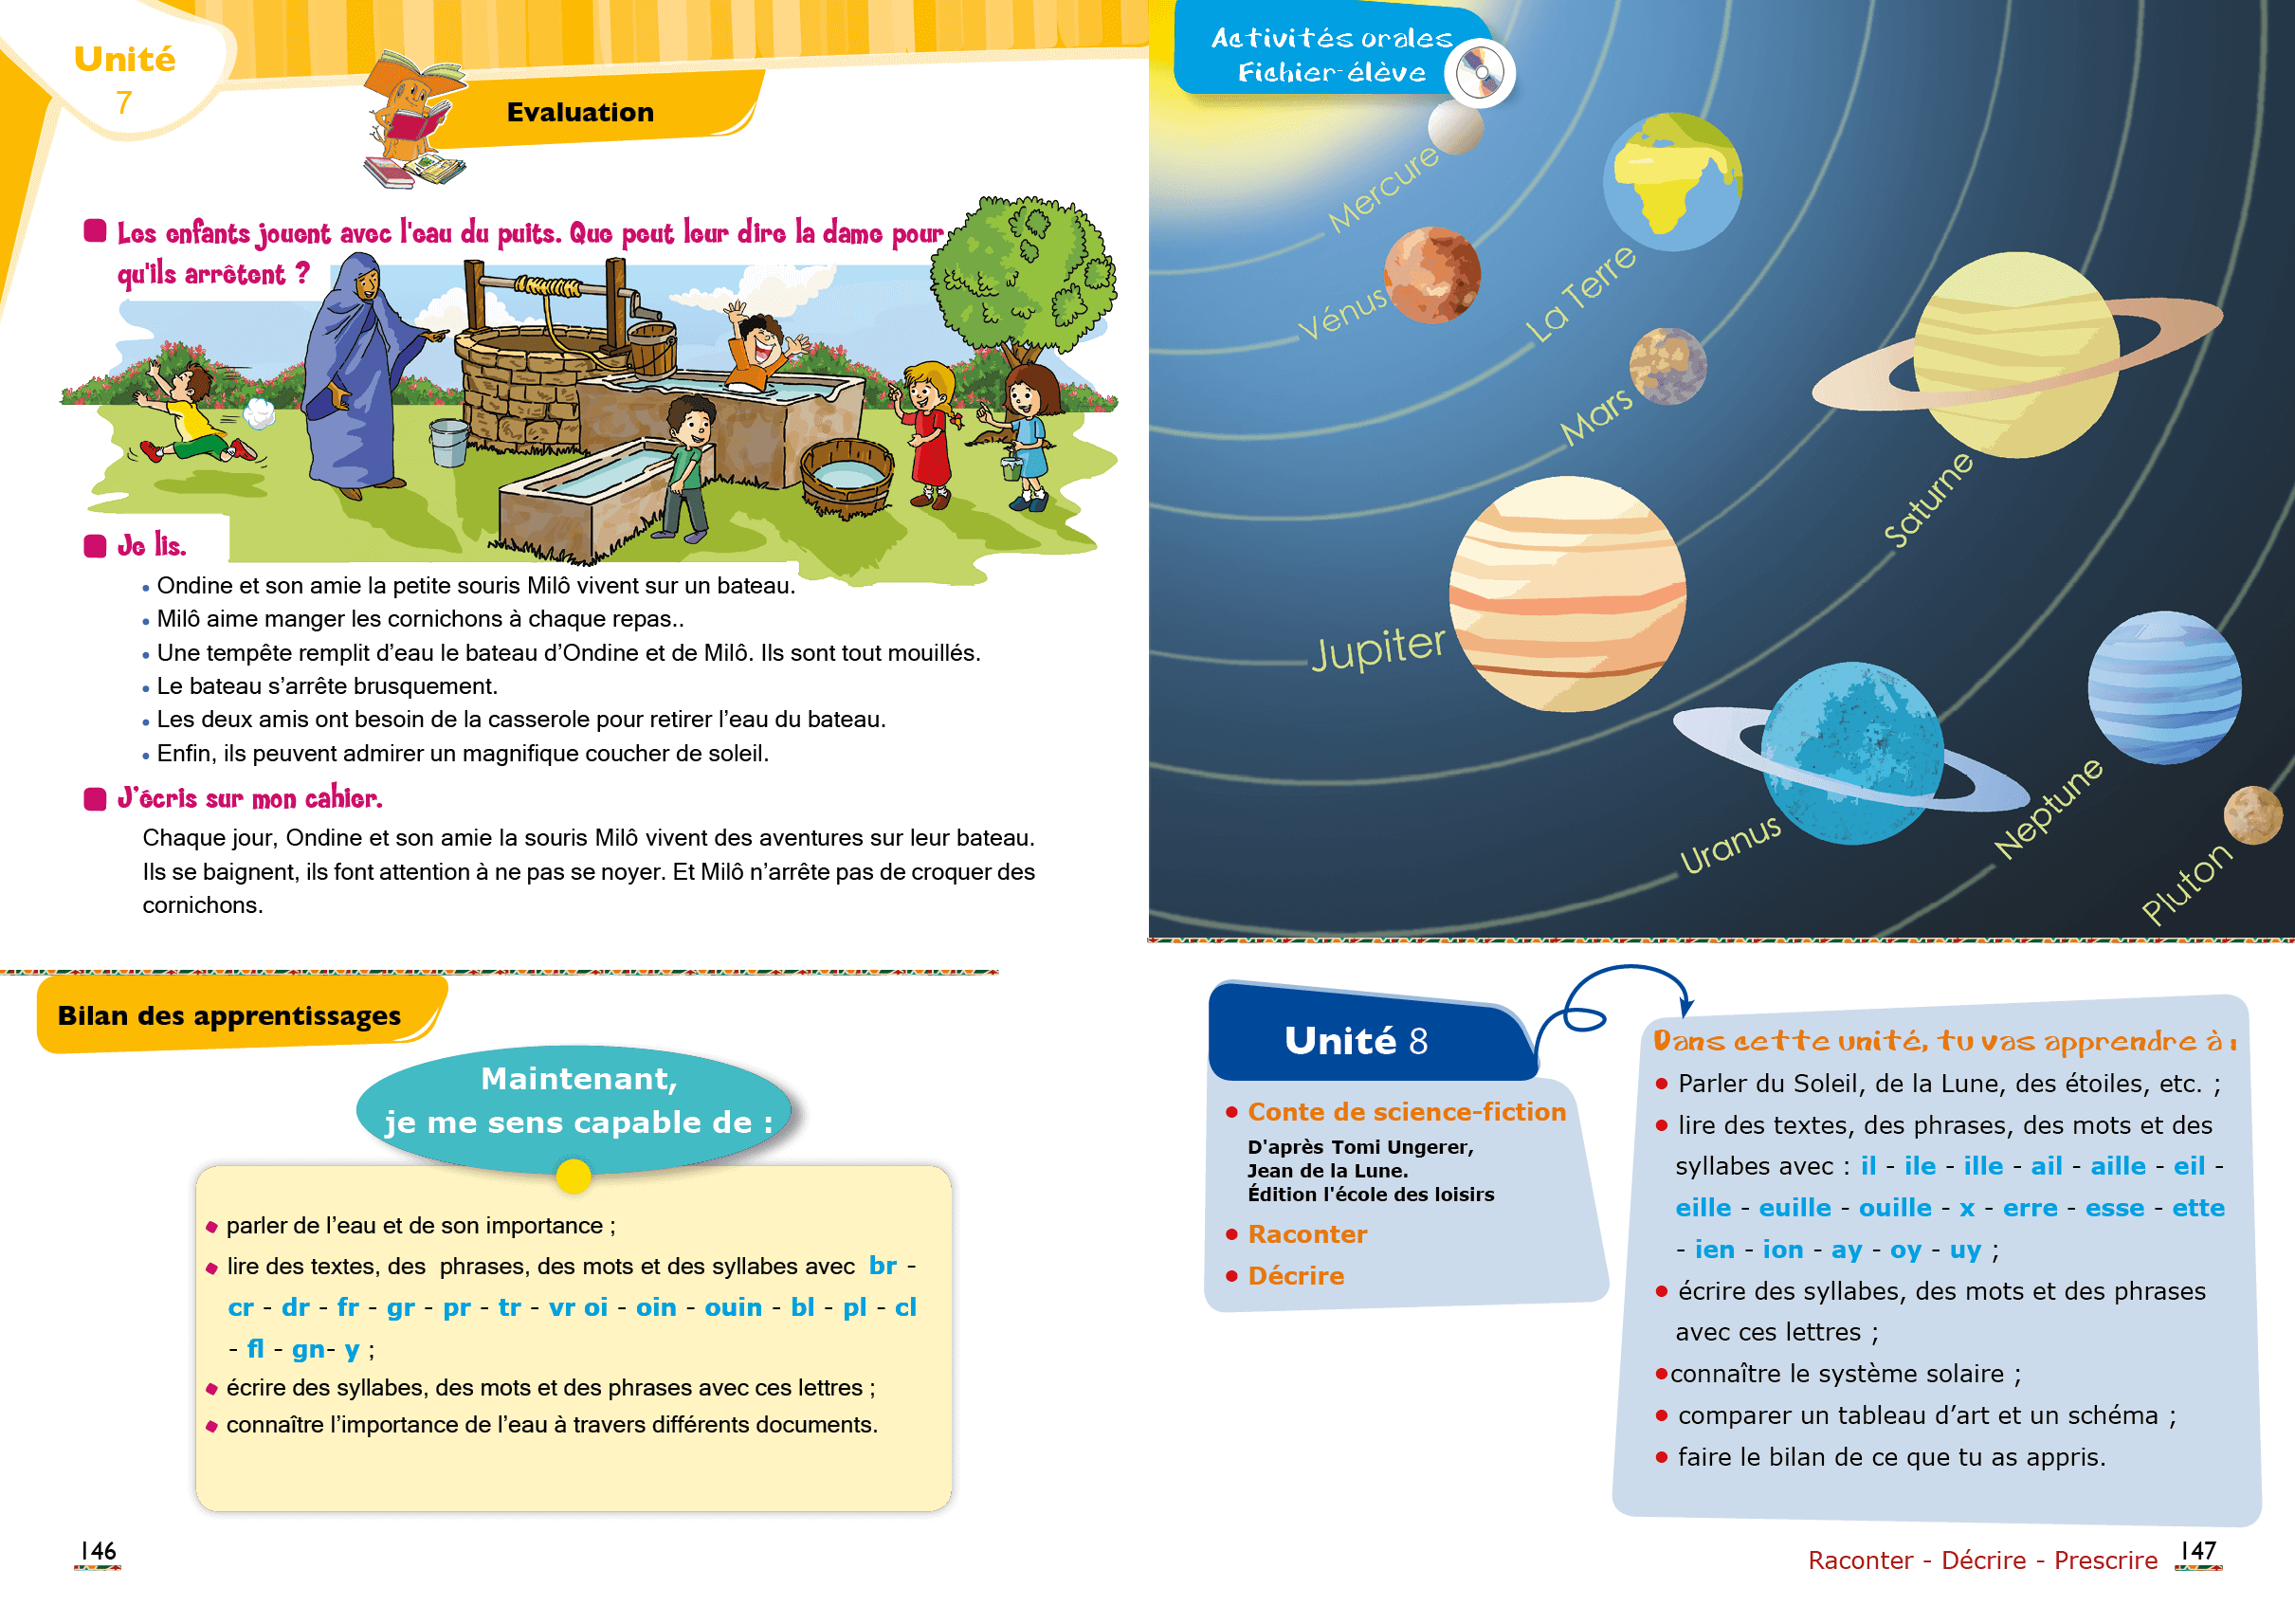 Unité
7
Evaluation
Les enfants jouent avec l'eau du puits. Que peut leur dire la dame pour
qu'ils arrêtent ?
Je lis.
• Ondine et son amie la petite souris Milô vivent sur un bateau.
• Milô aime manger les cornichons à chaque repas..
• Une tempête remplit d’eau le bateau d’Ondine et de Milô. Ils sont tout mouillés.
• Le bateau s’arrête brusquement.
• Les deux amis ont besoin de la casserole pour retirer l’eau du bateau.
• Enfin, ils peuvent admirer un magnifique coucher de soleil.
J’écris sur mon cahier.
Chaque jour, Ondine et son amie la souris Milô vivent des aventures sur leur bateau.
Ils se baignent, ils font attention à ne pas se noyer. Et Milô n’arrête pas de croquer des
cornichons.
Bilan des apprentissages
Maintenant,
je me sens capable de :
parler de l’eau et de son importance ;
lire des textes, des phrases, des mots et des syllabes avec br -
cr - dr - fr - gr - pr - tr - vr oi - oin - ouin - bl - pl - cl
- fl - gn- y ;
écrire des syllabes, des mots et des phrases avec ces lettres ;
connaître l’importance de l’eau à travers différents documents.
146
Activités orales
Fichier-élève
Mercure
Vénus
La Terre
Mars
Jupiter
Saturne
Uranus
Neptune
Pluton
Unité 8
• Conte de science-fiction
D'après Tomi Ungerer,
Jean de la Lune.
Édition l'école des loisirs
• Raconter
• Décrire
Dans cette unité, tu vas apprendre à :
• Parler du Soleil, de la Lune, des étoiles, etc. ;
• lire des textes, des phrases, des mots et des
syllabes avec : il - ile - ille - ail - aille - eil -
eille - euille - ouille - x - erre - esse - ette
- ien - ion - ay - oy - uy ;
• écrire des syllabes, des mots et des phrases
avec ces lettres ;
•connaître le système solaire ;
• comparer un tableau d’art et un schéma ;
• faire le bilan de ce que tu as appris.
Raconter - Décrire - Prescrire 147